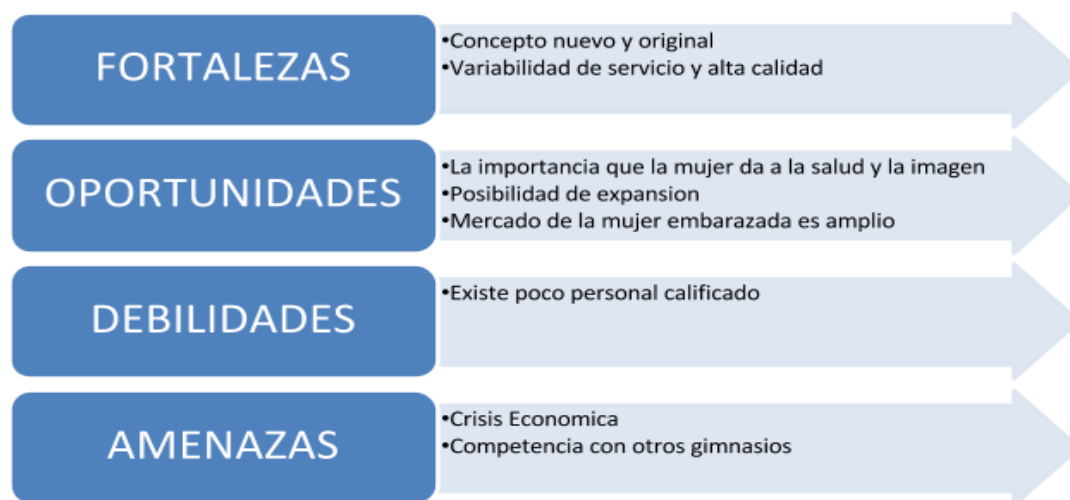 FORTALEZAS
•Concepto nuevo y original
•Variabilidad de servicio y alta calidad
OPORTUNIDADES
•La importancia que la mujer da a la salud y la imagen
•Posibilidad de expansion
•Mercado de la mujer embarazada es amplio
DEBILIDADES
•Existe poco personal calificado
AMENAZAS
•Crisis Economica
•Competencia con otros gimnasios